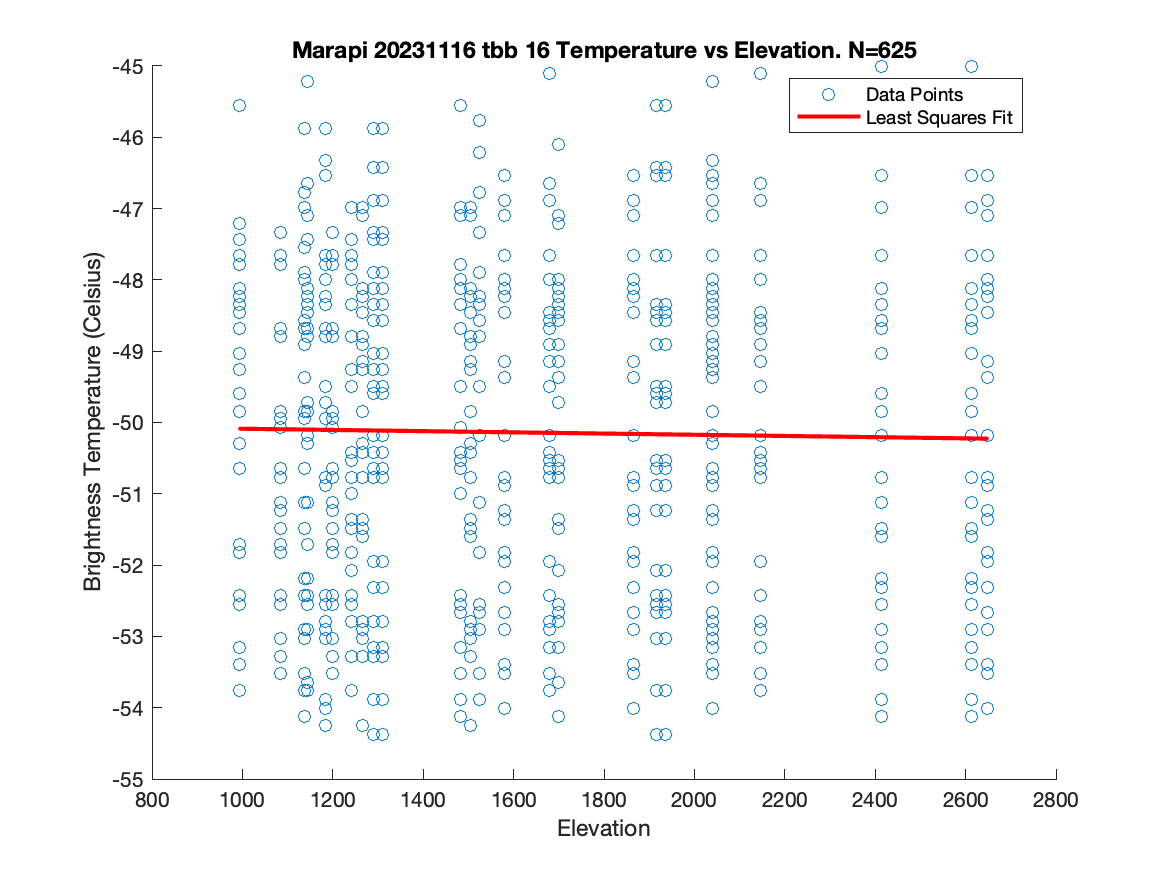 Marapi 20231116 tbb 16 Temperature vs Elevation. N=625
Data Points
Least Squares Fit
Brightness Temperature (Celsius)
-45
-46
-47
-48
-49
-50
-51
-52
-53
-54
-55
800 1000 1200 1400 1600 1800 2000 2200 2400 2600 2800
Elevation